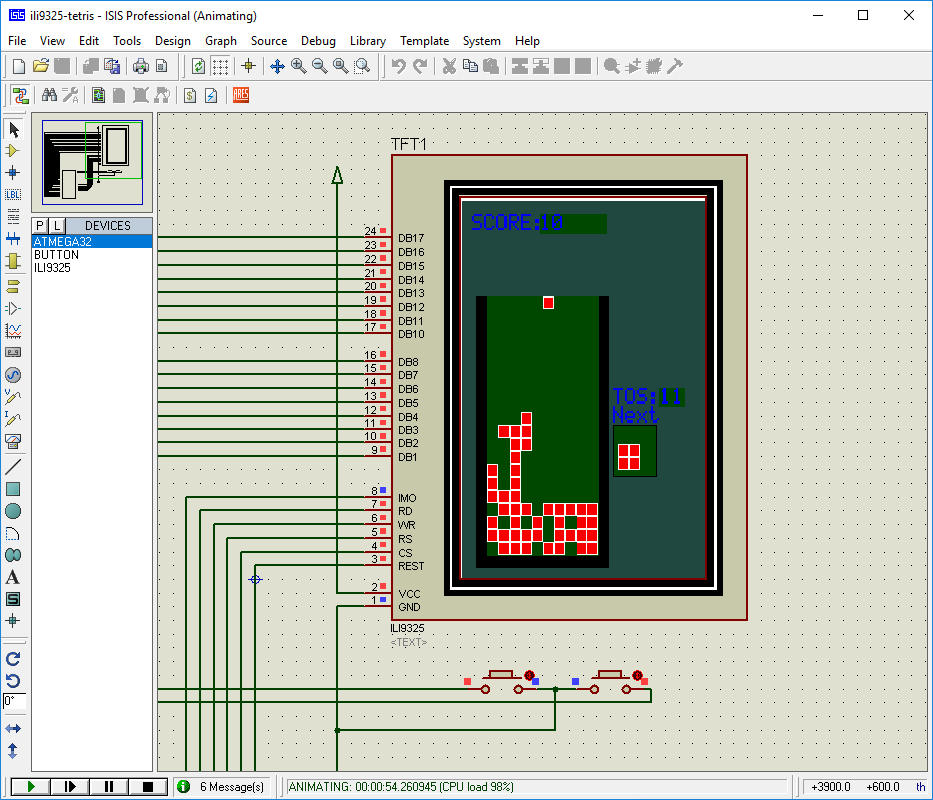 ISIS ili9325-tetris - ISIS Professional (Animating)
File View Edit Tools Design Graph Source Debug Library Template System Help
ARES
P L DEVICES
ATMEGA32
BUTTON
ILI9325
LBL
A
S
0°
TFT1
SCORE:10
TOS:11
Next
24 DB17
23 DB16
22 DB15
21 DB14
20 DB13
19 DB12
18 DB11
17 DB10
16 DB8
15 DB7
14 DB6
13 DB5
12 DB4
11 DB3
10 DB2
9 DB1
8 IMO
7 RD
6 WR
5 RS
4 CS
3 REST
2 VCC
1 GND
ILI9325
<TEXT>
6 Message(s)
ANIMATING: 00:00:54.260945 (CPU load 98%)
+3900.0 +600.0 th